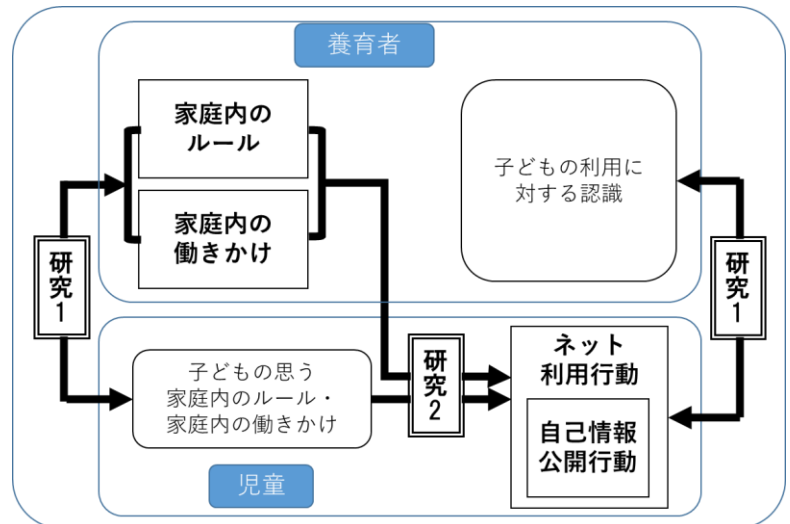 養育者
家庭内の
ルール
家庭内の
働きかけ
子どもの利用に
対する認識
研究1
研究1
子どもの思う
家庭内のルール・
家庭内の働きかけ
研究2
ネット
利用行動
自己情報
公開行動
児童